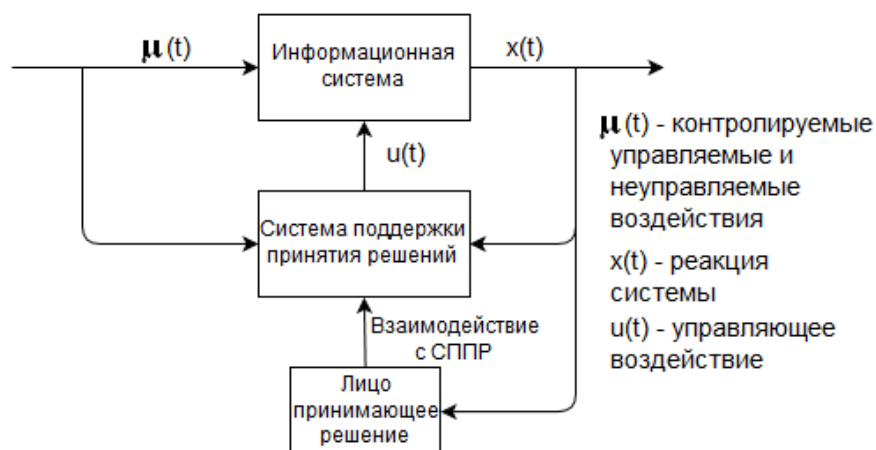 μ(t)
Информационная
система
x(t)
u(t)
Система поддержки
принятия решений
Взаимодействие
с СППР
Лицо
принимающее
решение
μ(t) - контролируемые
управляемые и
неуправляемые
воздействия
x(t) - реакция
системы
u(t) - управляющее
воздействие